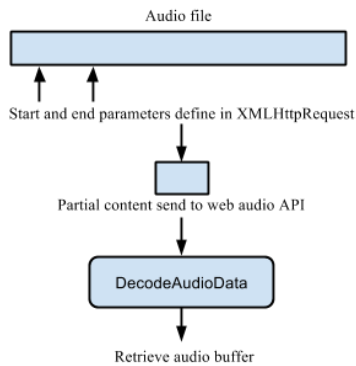 Audio file
Start and end parameters define in XMLHttpRequest
Partial content send to web audio API
DecodeAudioData
Retrieve audio buffer